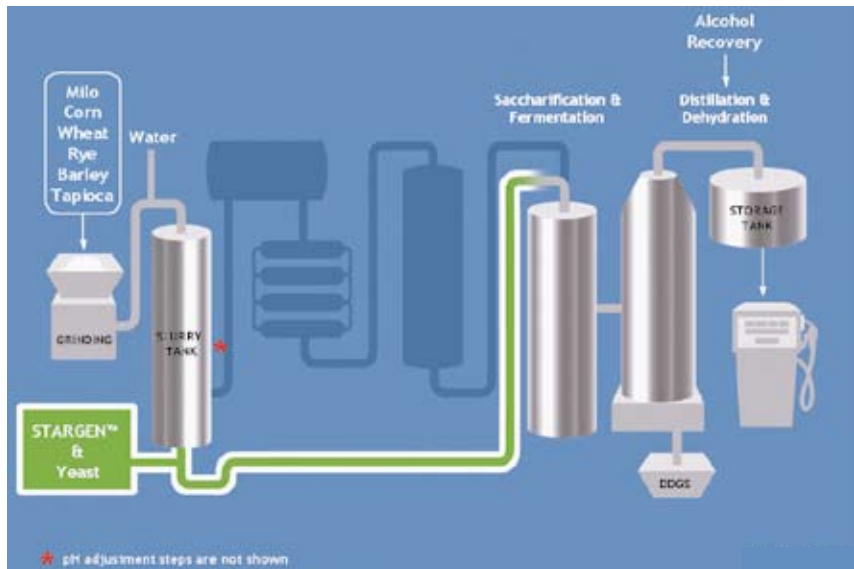 Alcohol
Recovery
Milo
Corn
Wheat
Rye
Barley
Tapioca
Water
Saccharification &
Fermentation
Distillation &
Dehydration
STORAGE
TANK
GRINDING
SLURRY
TANK *
STARGEN™
&
Yeast
DDGS
* pH adjustment steps are not shown